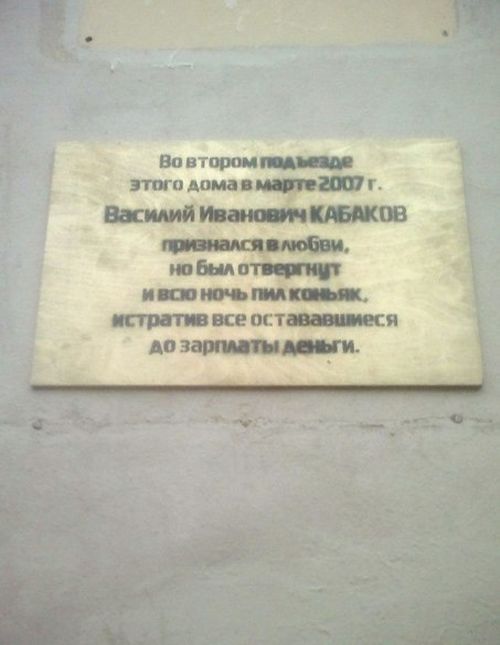 Во втором подъезде
этого дома в марте 2007 г.
Василий Иванович КАБАКОВ
признался в любви,
но был отвергнут
и всю ночь пил коньяк,
истратив все остававшиеся
до зарплаты деньги.